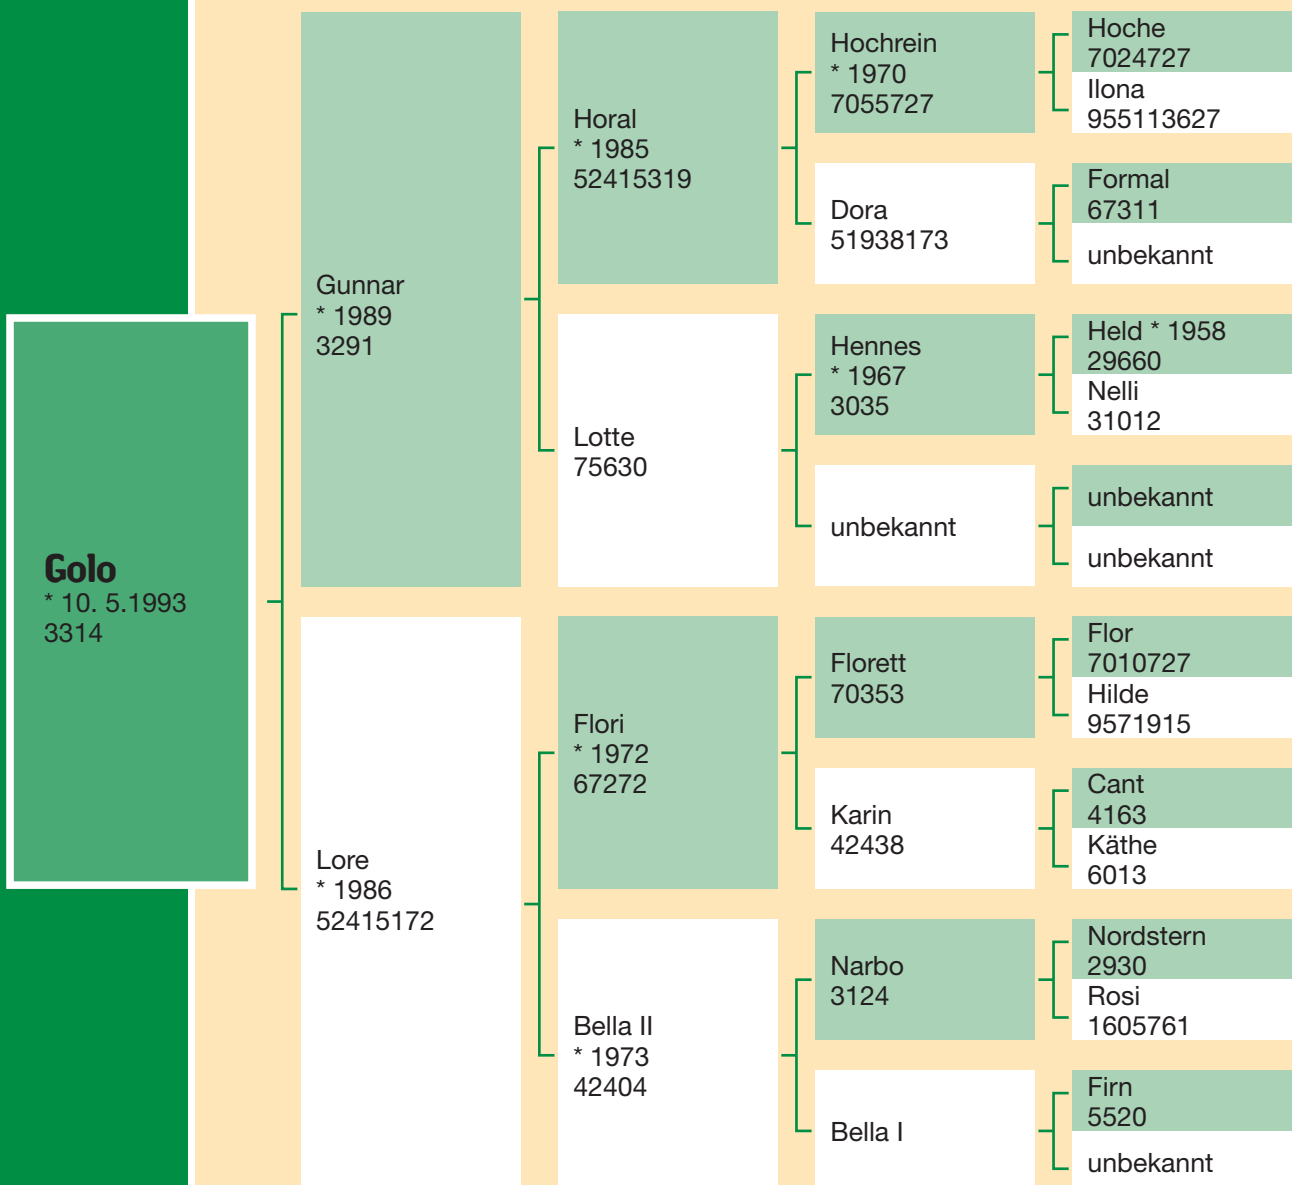 Golo
* 10. 5.1993
3314
Gunnar
* 1989
3291
Lore
* 1986
52415172
Horal
* 1985
52415319
Lotte
75630
Flori
* 1972
67272
Bella II
* 1973
42404
Hochrein
* 1970
7055727
Dora
51938173
Hennes
* 1967
3035
unbekannt
Florett
70353
Karin
42438
Narbo
3124
Bella I
Hoche
7024727
Ilona
955113627
Formal
67311
unbekannt
Held * 1958
29660
Nelli
31012
unbekannt
unbekannt
Flor
7010727
Hilde
9571915
Cant
4163
Käthe
6013
Nordstern
2930
Rosi
1605761
Firn
5520
unbekannt